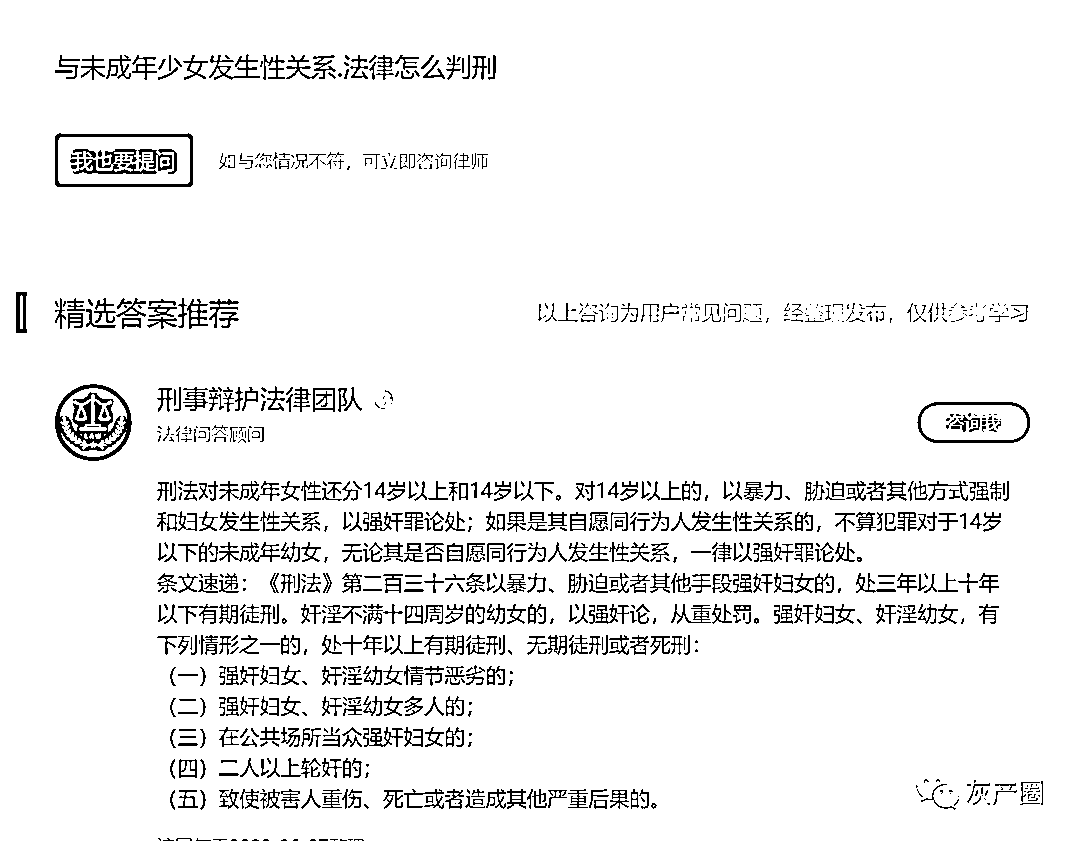 与未成年少女发生性关系.法律怎么判刑
我也要提问 如与您情况不符，可立即咨询律师
精选答案推荐 以上咨询为用户常见问题，经整理发布，仅供参考学习
刑事辩护法律团队
法律问答顾问
咨询我
刑法对未成年女性还分14岁以上和14岁以下。对14岁以上的，以暴力、胁迫或者其他方式强制
和妇女发生性关系，以强奸罪论处；如果是其自愿同行为人发生性关系的，不算犯罪对于14岁
以下的未成年幼女，无论其是否自愿同行为人发生性关系，一律以强奸罪论处。
条文速递：《刑法》第二百三十六条以暴力、胁迫或者其他手段强奸妇女的，处三年以上十年
以下有期徒刑。奸淫不满十四周岁的幼女的，以强奸论，从重处罚。强奸妇女、奸淫幼女，有
下列情形之一的，处十年以上有期徒刑、无期徒刑或者死刑：
（一）强奸妇女、奸淫幼女情节恶劣的；
（二）强奸妇女、奸淫幼女多人的；
（三）在公共场所当众强奸妇女的；
（四）二人以上轮奸的；
（五）致使被害人重伤、死亡或者造成其他严重后果的。
灰产圈